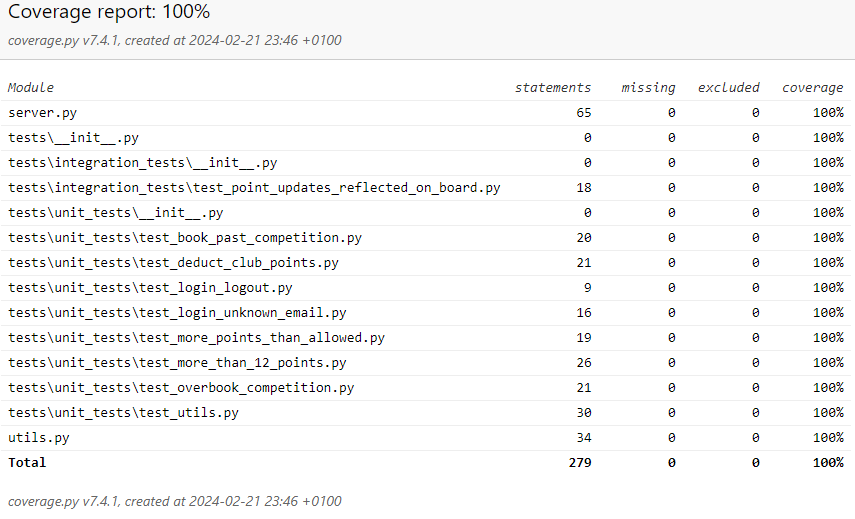 Coverage report: 100%
coverage.py v7.4.1, created at 2024-02-21 23:46 +0100
Module statements missing excluded coverage
server.py 65 0 0 100%
tests\__init__.py 0 0 0 100%
tests\integration_tests\__init__.py 0 0 0 100%
tests\integration_tests\test_point_updates_reflected_on_board.py 18 0 0 100%
tests\unit_tests\__init__.py 0 0 0 100%
tests\unit_tests\test_book_past_competition.py 20 0 0 100%
tests\unit_tests\test_deduct_club_points.py 21 0 0 100%
tests\unit_tests\test_login_logout.py 9 0 0 100%
tests\unit_tests\test_login_unknown_email.py 16 0 0 100%
tests\unit_tests\test_more_points_than_allowed.py 19 0 0 100%
tests\unit_tests\test_more_than_12_points.py 26 0 0 100%
tests\unit_tests\test_overbook_competition.py 21 0 0 100%
tests\unit_tests\test_utils.py 30 0 0 100%
utils.py 34 0 0 100%
Total 279 0 0 100%
coverage.py v7.4.1, created at 2024-02-21 23:46 +0100